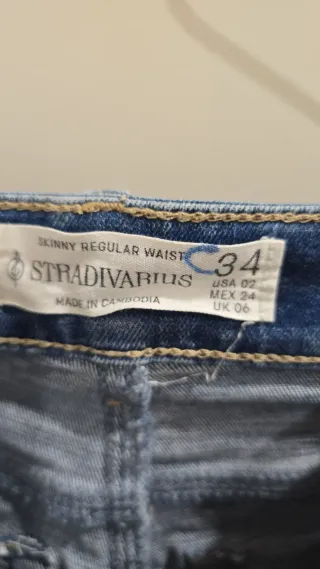 SKINNY REGULAR WAIST
STRADIVARIUS
MADE IN CAMBODIA
34
USA 02
MEX 24
UK 06